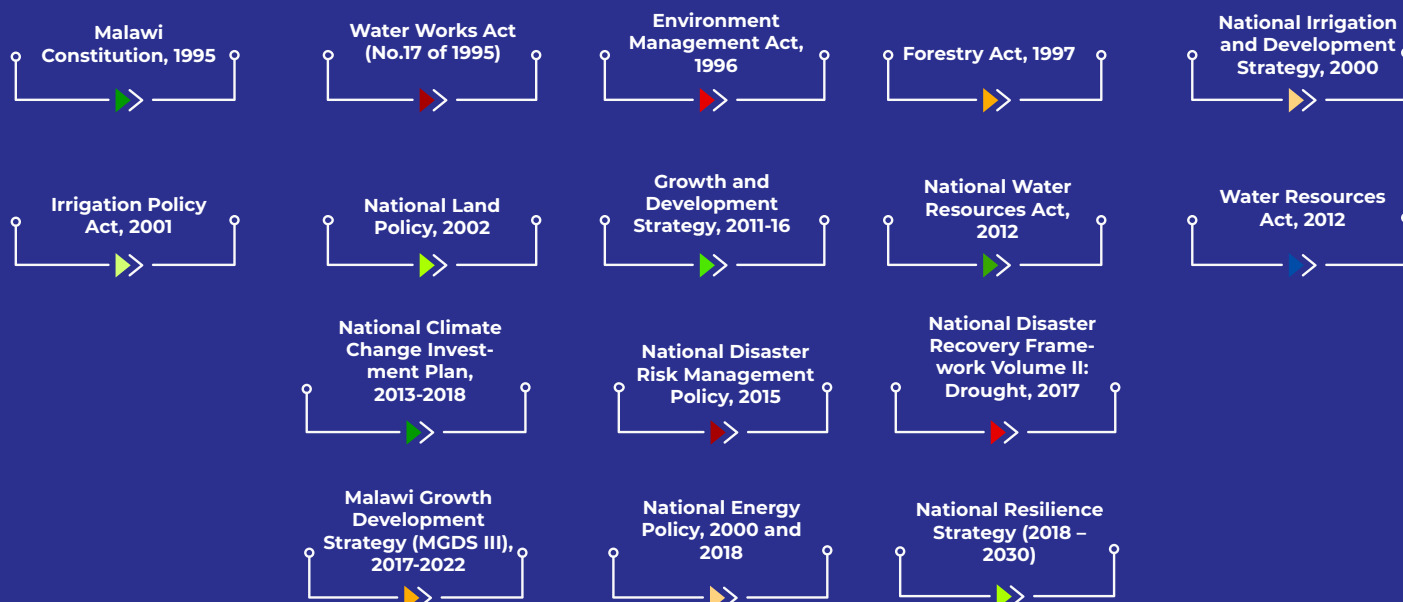 Malawi
Constitution, 1995
Water Works Act
(No.17 of 1995)
Environment
Management Act,
1996
Forestry Act, 1997
National Irrigation
and Development
Strategy, 2000
Irrigation Policy
Act, 2001
National Land
Policy, 2002
Growth and
Development
Strategy, 2011-16
National Water
Resources Act,
2012
Water Resources
Act, 2012
National Climate
Change Invest-
ment Plan,
2013-2018
National Disaster
Risk Management
Policy, 2015
National Disaster
Recovery Frame-
work Volume II:
Drought, 2017
Malawi Growth
Development
Strategy (MGDS III),
2017-2022
National Energy
Policy, 2000 and
2018
National Resilience
Strategy (2018 –
2030)